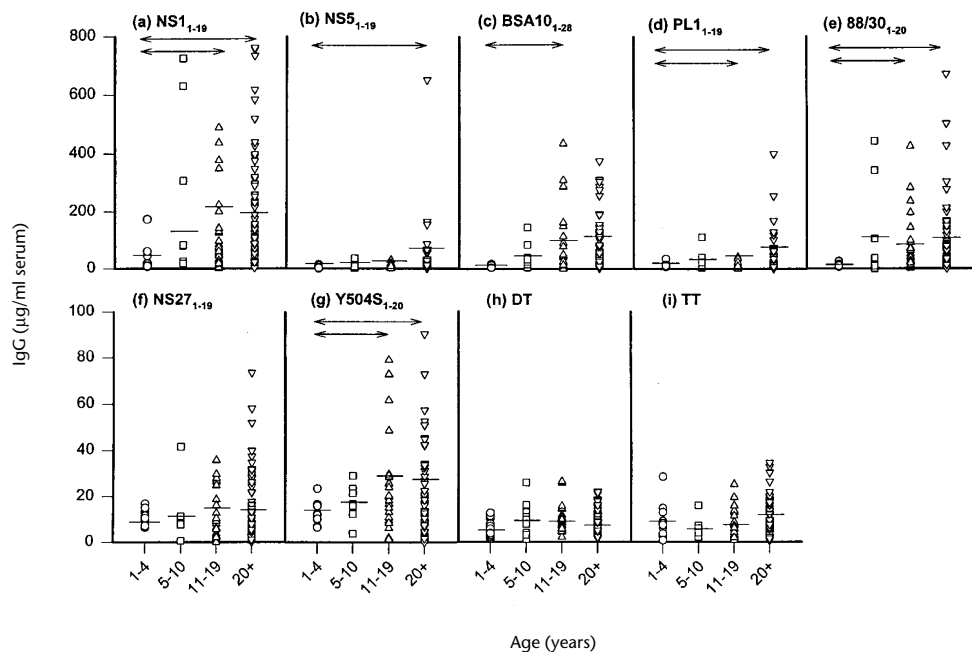 (a) NS1₁₋₁₉
(b) NS5₁₋₁₉
(c) BSA10₁₋₂₈
(d) PL1₁₋₁₉
(e) 88/30₁₋₂₀
800
600
400
200
0
(f) NS27₁₋₁₉
(g) Y504S₁₋₂₀
(h) DT
(i) TT
100
80
60
40
20
0
IgG (µg/ml serum)
1-4 5-10 11-19 20+ 1-4 5-10 11-19 20+ 1-4 5-10 11-19 20+ 1-4 5-10 11-19 20+
Age (years)